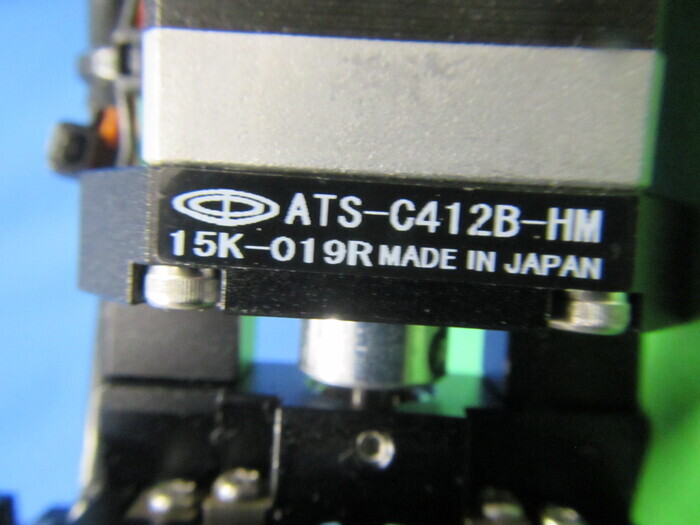 ATS-C412B-HM
15K-019R MADE IN JAPAN